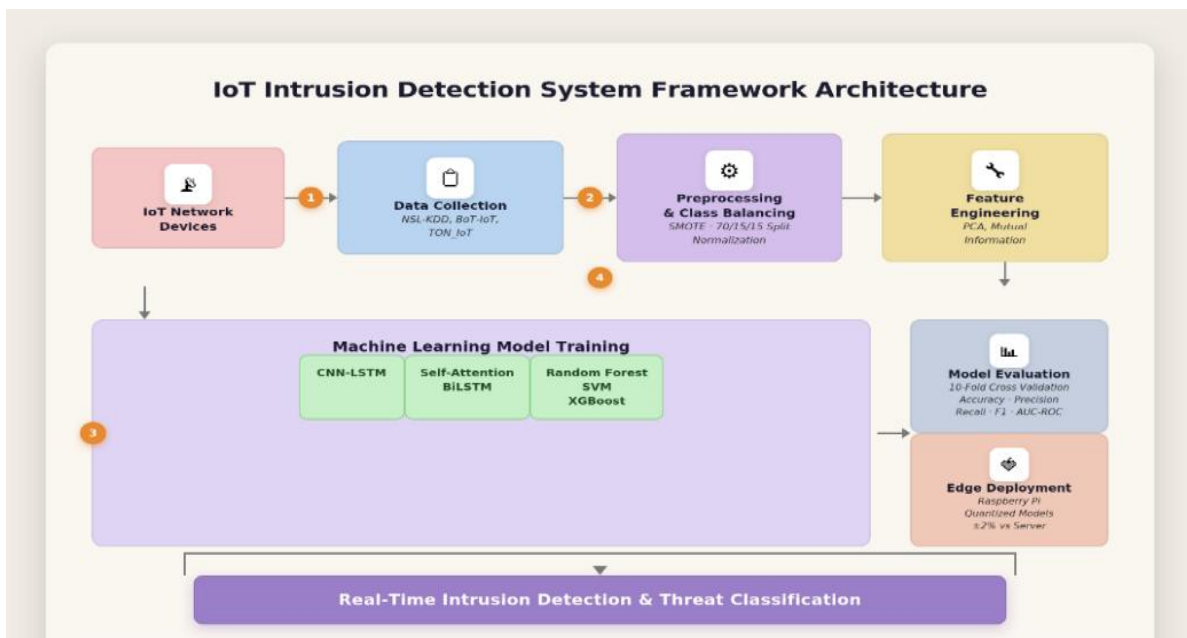 IoT Intrusion Detection System Framework Architecture
IoT Network
Devices
1
Data Collection
NSL-KDD, BoT-IoT,
TON_IoT
2
Preprocessing
& Class Balancing
SMOTE · 70/15/15 Split
Normalization
Feature
Engineering
PCA, Mutual
Information
4
Machine Learning Model Training
CNN-LSTM
Self-Attention
BiLSTM
Random Forest
SVM
XGBoost
3
Model Evaluation
10-Fold Cross Validation
Accuracy · Precision
Recall · F1 · AUC-ROC
Edge Deployment
Raspberry Pi
Quantized Models
±2% vs Server
Real-Time Intrusion Detection & Threat Classification